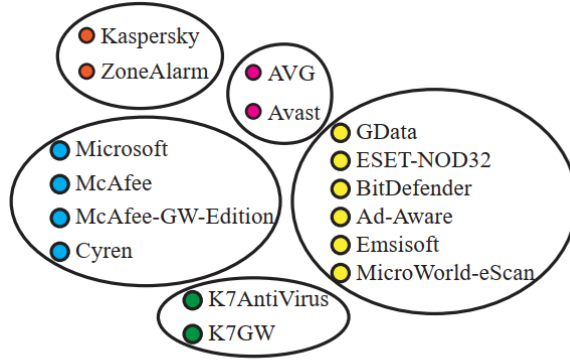 Kaspersky
ZoneAlarm
AVG
Avast
Microsoft
McAfee
McAfee-GW-Edition
Cyren
GData
ESET-NOD32
BitDefender
Ad-Aware
Emsisoft
MicroWorld-eScan
K7AntiVirus
K7GW